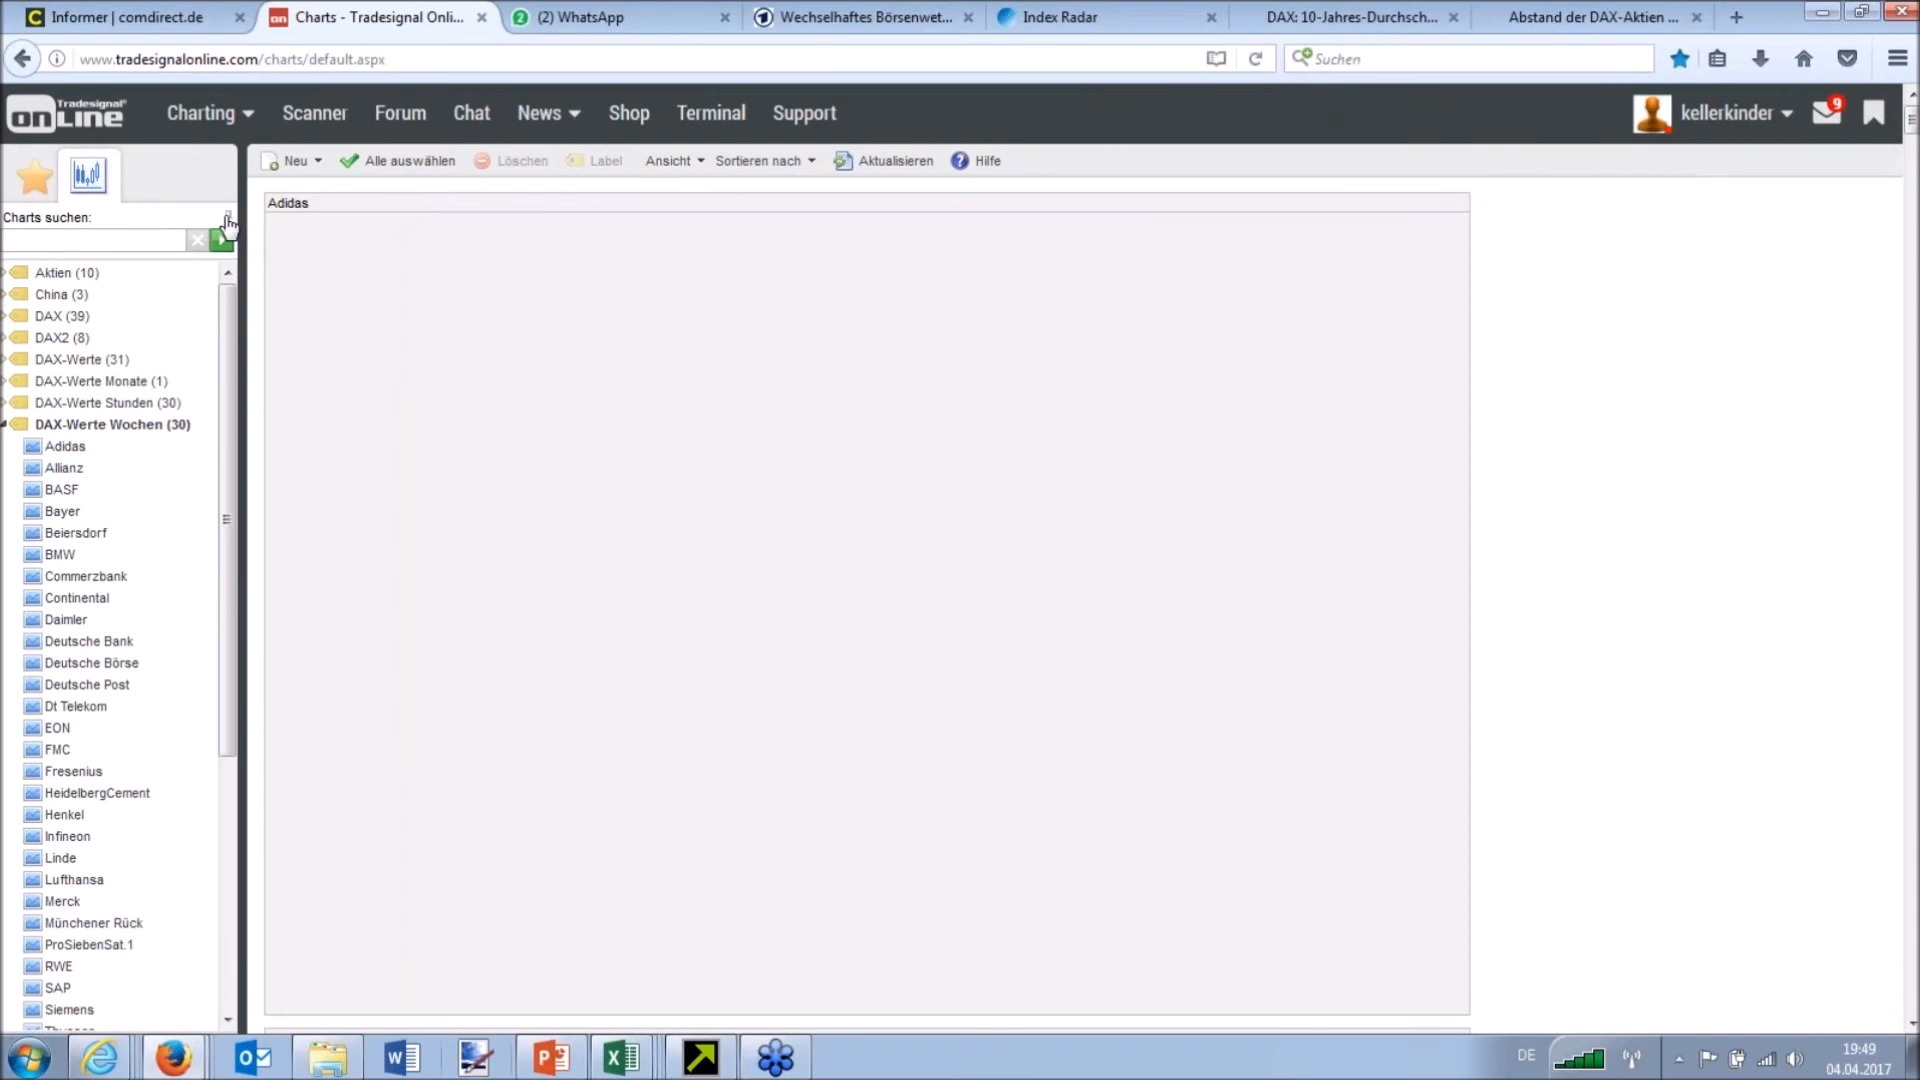 Informer | comdirect.de
Charts - Tradesignal Onli...
(2) WhatsApp
Wechselhaftes Börsenwet...
Index Radar
DAX: 10-Jahres-Durchsch...
Abstand der DAX-Aktien ...
www.tradesignalonline.com/charts/default.aspx
Suchen
Tradesignal
onLine
Charting
Scanner
Forum
Chat
News
Shop
Terminal
Support
kellerkinder
9
Neu
Alle auswählen
Löschen
Label
Ansicht
Sortieren nach
Aktualisieren
Hilfe
Charts suchen:
Adidas
Aktien (10)
China (3)
DAX (39)
DAX2 (8)
DAX-Werte (31)
DAX-Werte Monate (1)
DAX-Werte Stunden (30)
DAX-Werte Wochen (30)
Adidas
Allianz
BASF
Bayer
Beiersdorf
BMW
Commerzbank
Continental
Daimler
Deutsche Bank
Deutsche Börse
Deutsche Post
Dt Telekom
EON
FMC
Fresenius
HeidelbergCement
Henkel
Infineon
Linde
Lufthansa
Merck
Münchener Rück
ProSiebenSat.1
RWE
SAP
Siemens
DE
19:49
04.04.2017